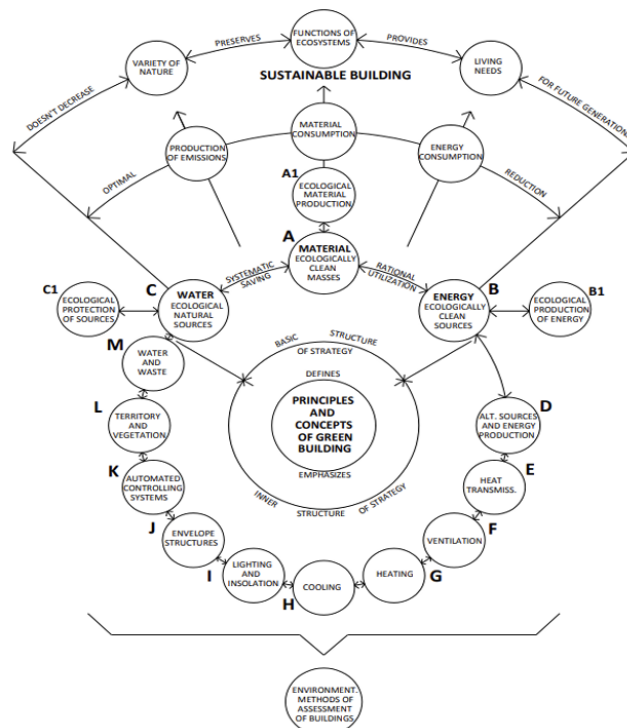 FUNCTIONS OF
ECOSYSTEMS
PRESERVES
PROVIDES
VARIETY OF
NATURE
LIVING
NEEDS
SUSTAINABLE BUILDING
DOESN'T DECREASE
FOR FUTURE GENERATIONS
MATERIAL
CONSUMPTION
PRODUCTION
OF EMISSIONS
ENERGY
CONSUMPTION
OPTIMAL
REDUCTION
A1
ECOLOGICAL
MATERIAL
PRODUCTION
A
MATERIAL
ECOLOGICALLY
CLEAN
MASSES
SYSTEMATIC
SAVING
RATIONAL
UTILIZATION
C1
ECOLOGICAL
PROTECTION
OF SOURCES
C
WATER
ECOLOGICAL
NATURAL
SOURCES
B
ENERGY
ECOLOGICALLY
CLEAN
SOURCES
B1
ECOLOGICAL
PRODUCTION
OF ENERGY
BASIC STRUCTURE
OF STRATEGY
DEFINES
PRINCIPLES
AND
CONCEPTS
OF GREEN
BUILDING
EMPHASIZES
INNER STRUCTURE OF STRATEGY
M
WATER
AND
WASTE
L
TERRITORY
AND
VEGETATION
K
AUTOMATED
CONTROLLING
SYSTEMS
J
ENVELOPE
STRUCTURES
I
LIGHTING
AND
INSOLATION
H
COOLING
HEATING
G
VENTILATION
F
HEAT
TRANSMISS.
E
ALT. SOURCES
AND ENERGY
PRODUCTION
D
ENVIRONMENT.
METHODS OF
ASSESSMENT
OF BUILDINGS